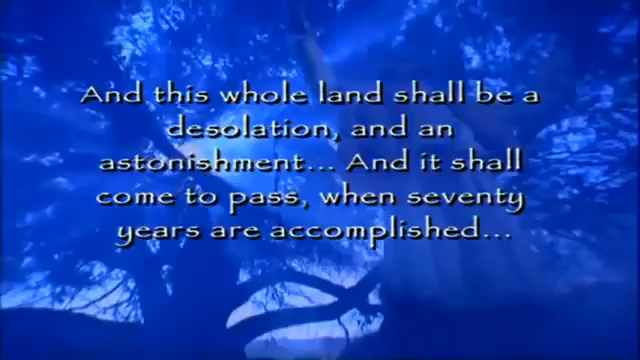 And this whole land shall be a
desolation, and an
astonishment... And it shall
come to pass, when seventy
years are accomplished...